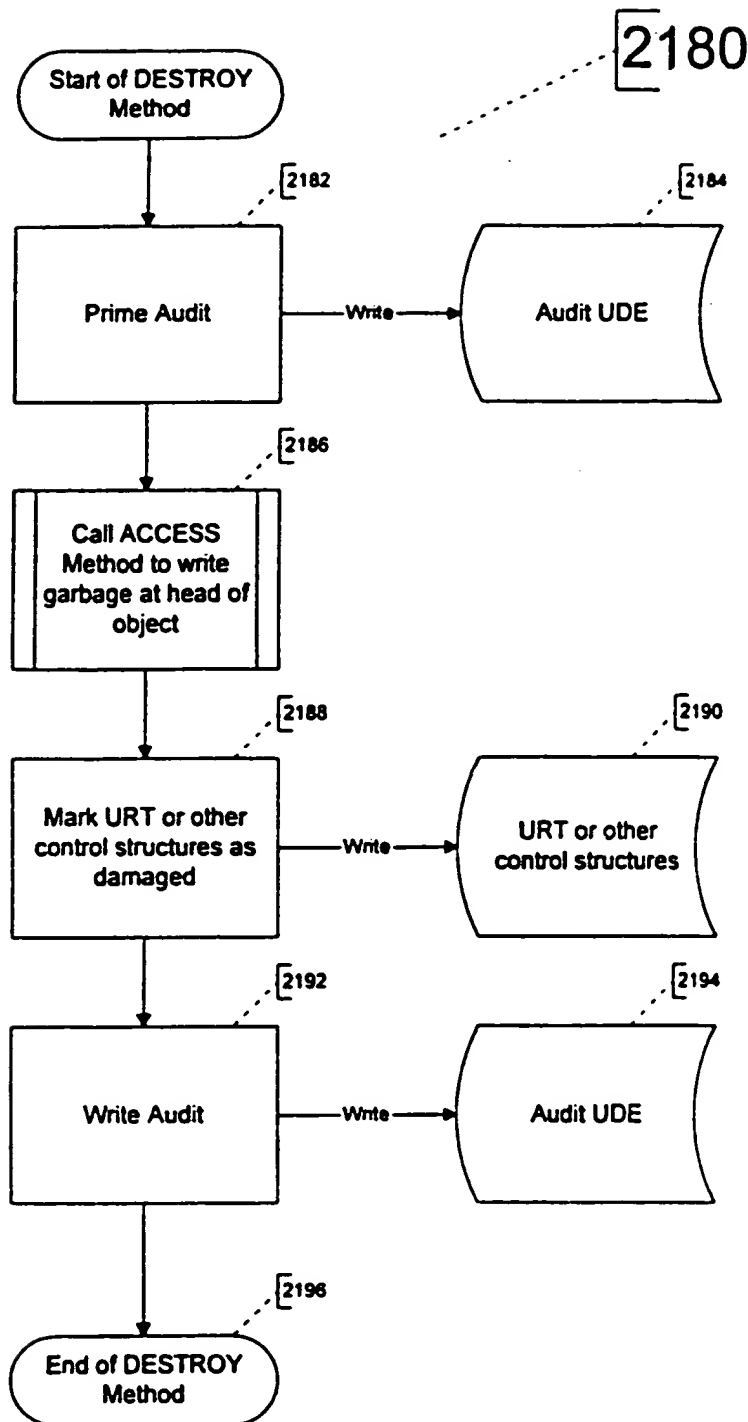 2180
Start of DESTROY
Method
2182
2184
Prime Audit
Write
Audit UDE
2186
Call ACCESS
Method to write
garbage at head of
object
2188
2190
Mark URT or other
control structures as
damaged
Write
URT or other
control structures
2192
2194
Write Audit
Write
Audit UDE
2196
End of DESTROY
Method